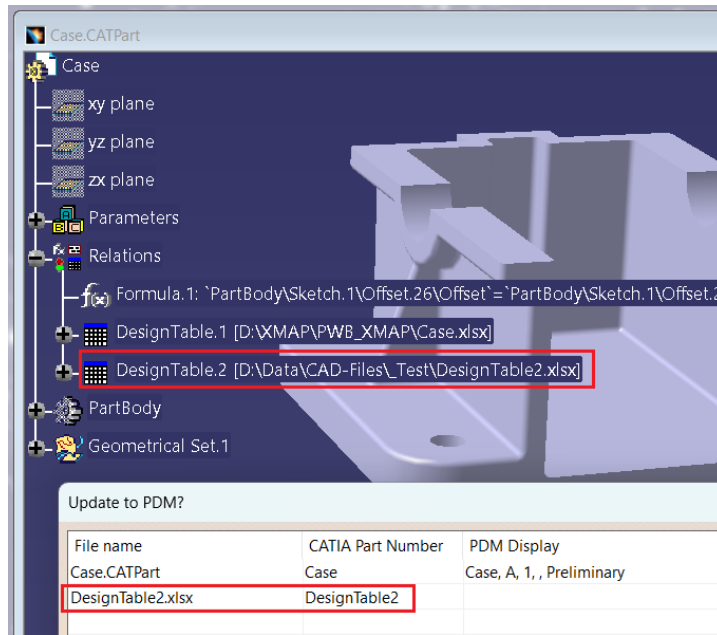 Case.CATPart
Case
xy plane
yz plane
zx plane
Parameters
Relations
f(x) Formula.1: `PartBody\Sketch.1\Offset.26\Offset`=`PartBody\Sketch.1\Offset.2
DesignTable.1 [D:\XMAP\PWB_XMAP\Case.xlsx]
DesignTable.2 [D:\Data\CAD-Files\_Test\DesignTable2.xlsx]
PartBody
Geometrical Set.1
Update to PDM?
File name CATIA Part Number PDM Display
Case.CATPart Case Case, A, 1, , Preliminary
DesignTable2.xlsx DesignTable2